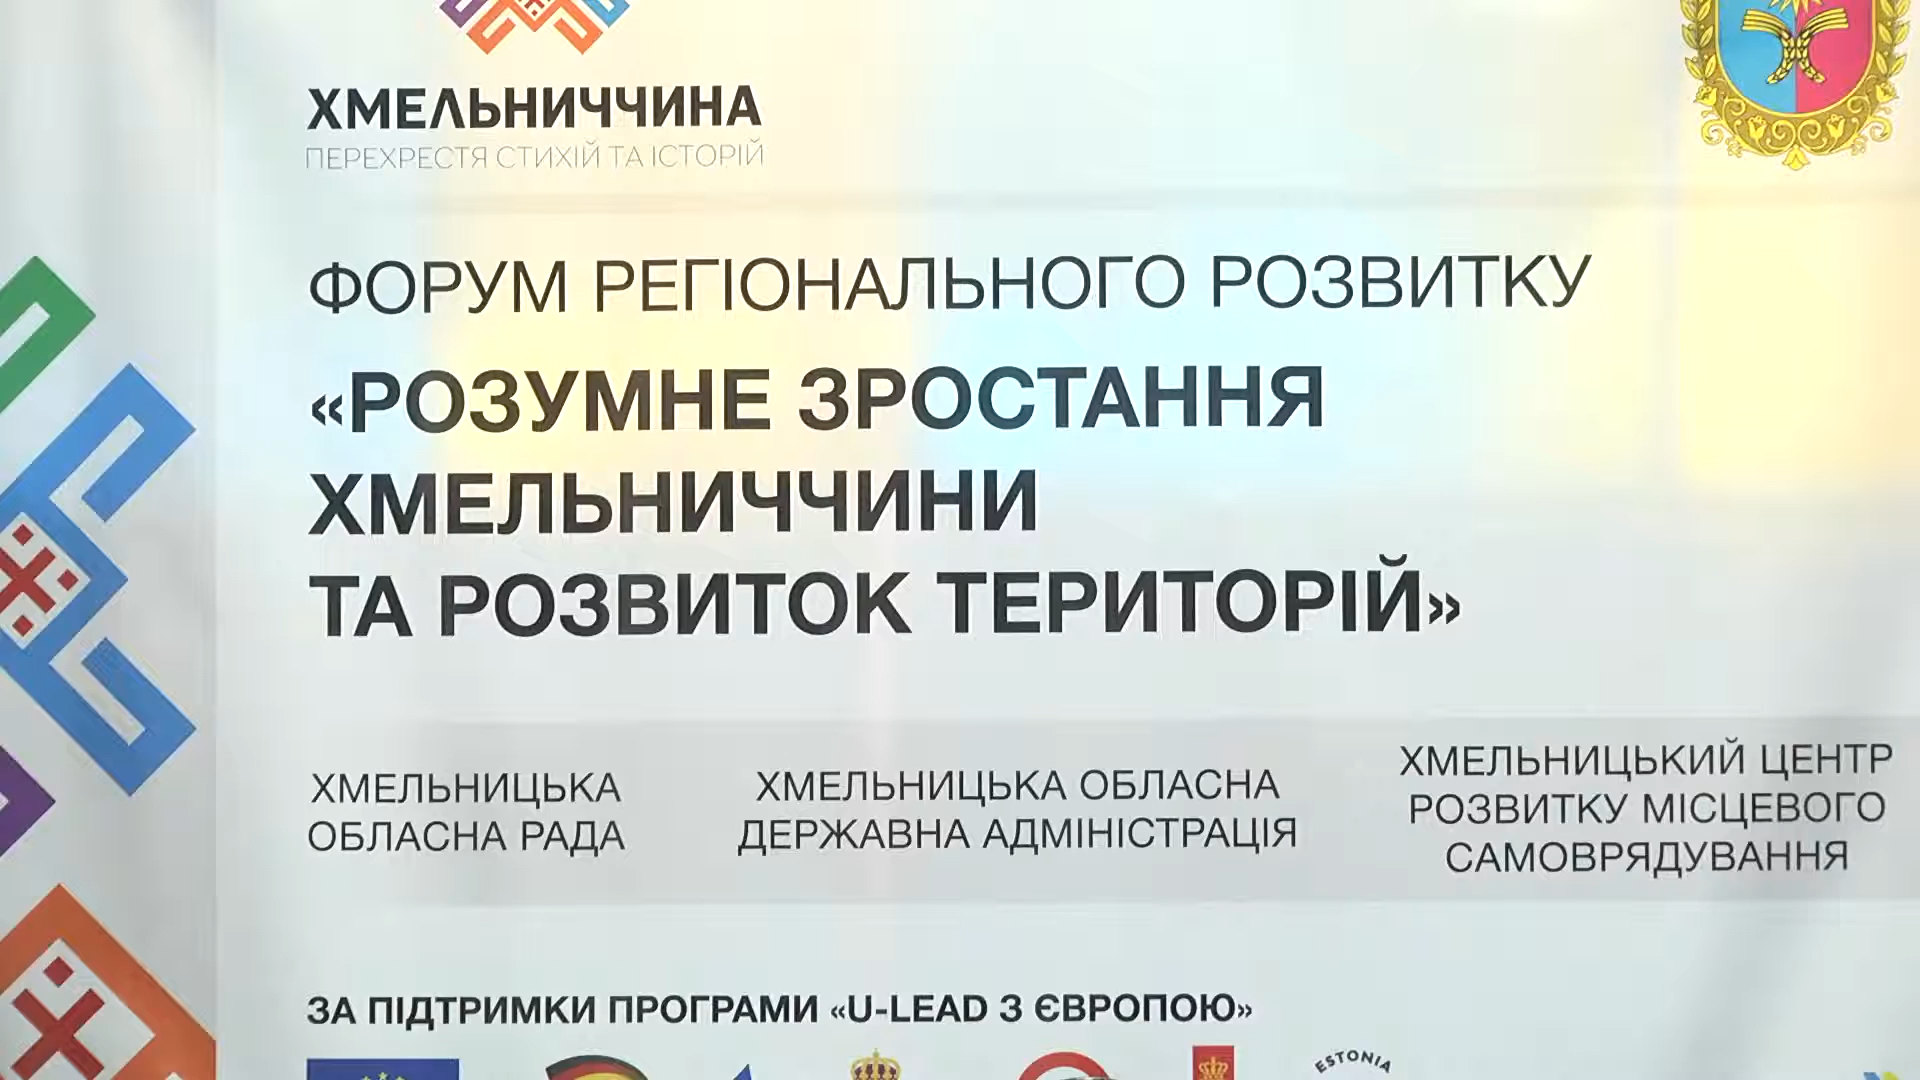 ХМЕЛЬНИЧЧИНА
ПЕРЕХРЕСТЯ СТИХІЙ ТА ІСТОРІЙ
ФОРУМ РЕГІОНАЛЬНОГО РОЗВИТКУ
«РОЗУМНЕ ЗРОСТАННЯ
ХМЕЛЬНИЧЧИНИ
ТА РОЗВИТОК ТЕРИТОРІЙ»
ХМЕЛЬНИЦЬКА
ОБЛАСНА РАДА
ХМЕЛЬНИЦЬКА ОБЛАСНА
ДЕРЖАВНА АДМІНІСТРАЦІЯ
ХМЕЛЬНИЦЬКИЙ ЦЕНТР
РОЗВИТКУ МІСЦЕВОГО
САМОВРЯДУВАННЯ
ЗА ПІДТРИМКИ ПРОГРАМИ «U-LEAD З ЄВРОПОЮ»
ESTONIA